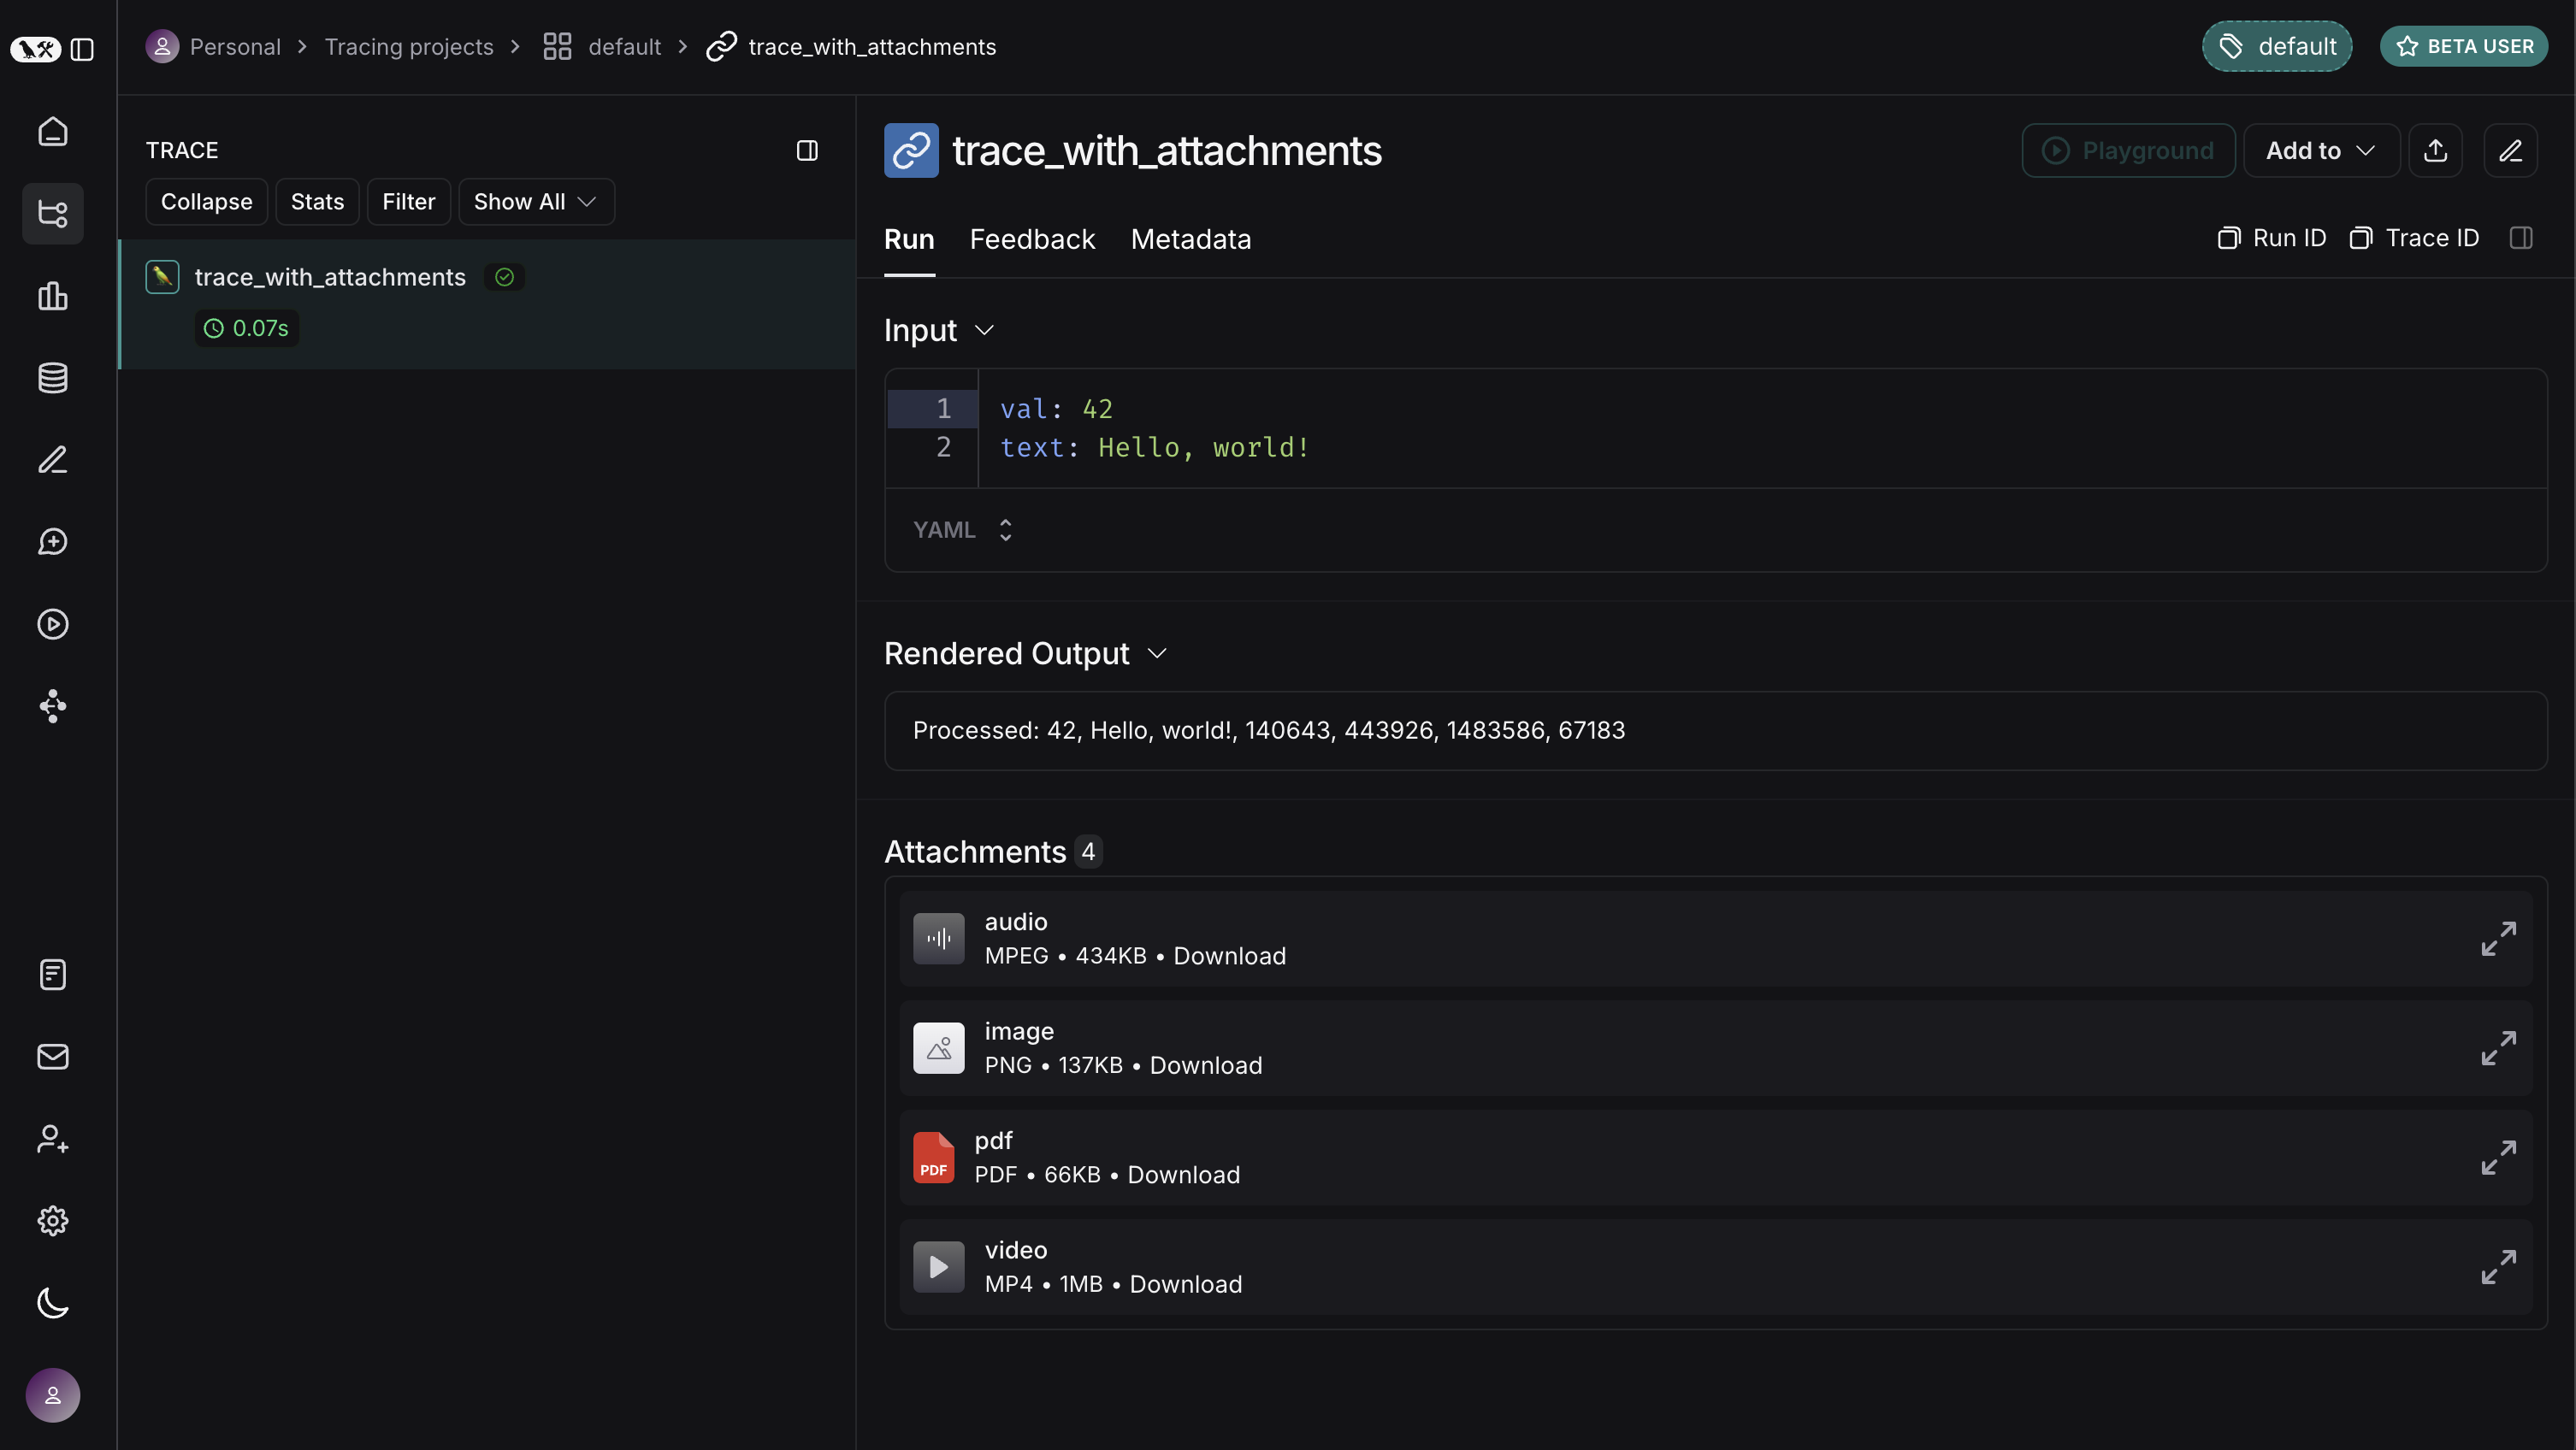 Personal > Tracing projects > default > trace_with_attachments
default
BETA USER
TRACE
Collapse
Stats
Filter
Show All
trace_with_attachments
0.07s
trace_with_attachments
Playground
Add to
Run
Feedback
Metadata
Run ID
Trace ID
Input
1 val: 42
2 text: Hello, world!
YAML
Rendered Output
Processed: 42, Hello, world!, 140643, 443926, 1483586, 67183
Attachments 4
audio
MPEG • 434KB • Download
image
PNG • 137KB • Download
PDF
pdf
PDF • 66KB • Download
video
MP4 • 1MB • Download